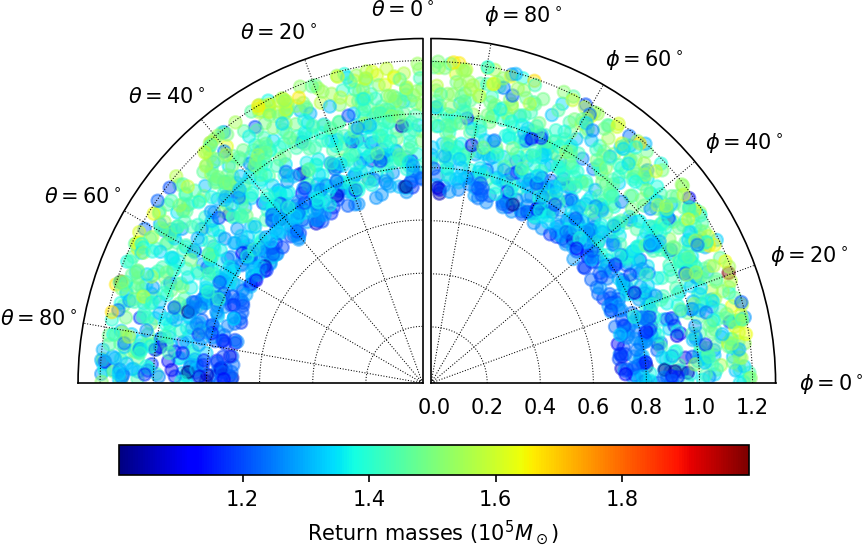 θ = 0°
ϕ = 80°
θ = 20°
ϕ = 60°
θ = 40°
ϕ = 40°
θ = 60°
ϕ = 20°
θ = 80°
ϕ = 0°
0.0 0.2 0.4 0.6 0.8 1.0 1.2
1.2 1.4 1.6 1.8
Return masses (10⁵M☉)